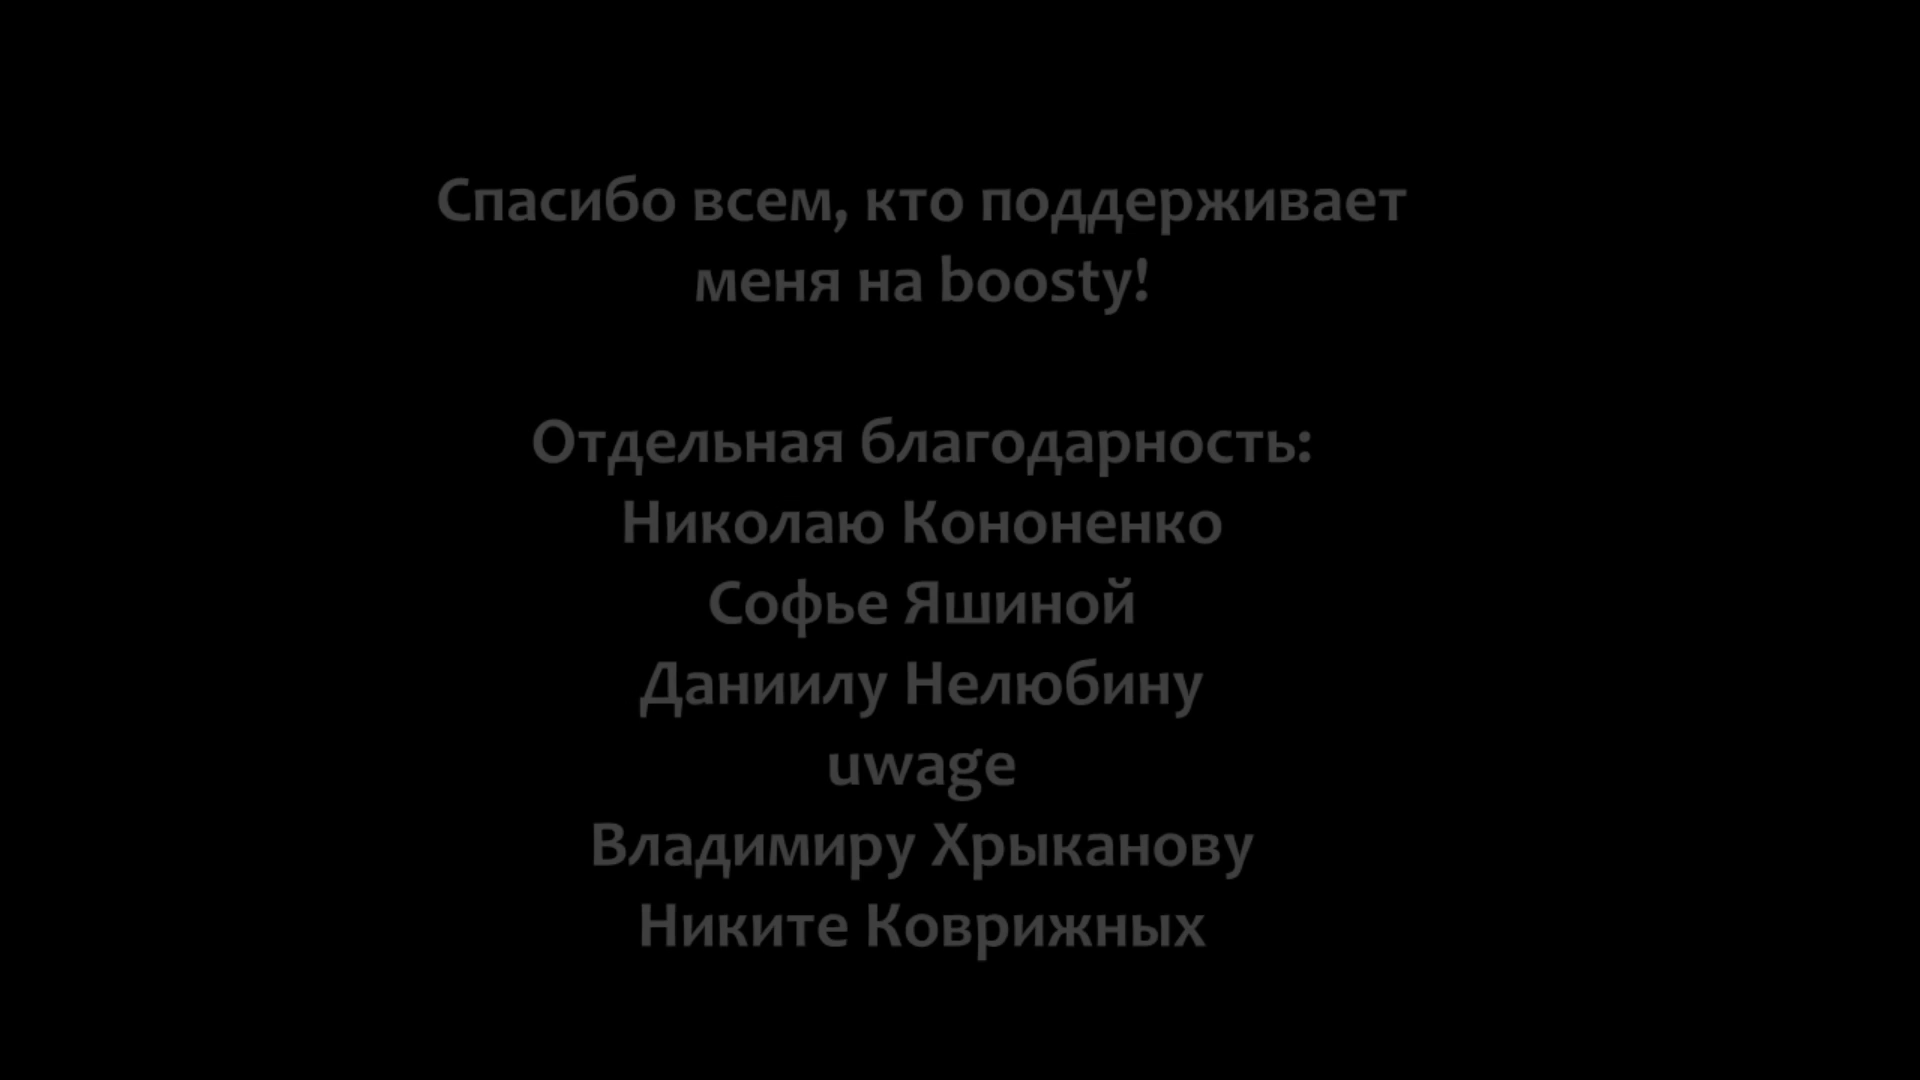 Спасибо всем, кто поддерживает
меня на boosty!
Отдельная благодарность:
Николаю Кононенко
Софье Яшиной
Даниилу Нелюбину
uwage
Владимиру Хрыканову
Никите Коврижных